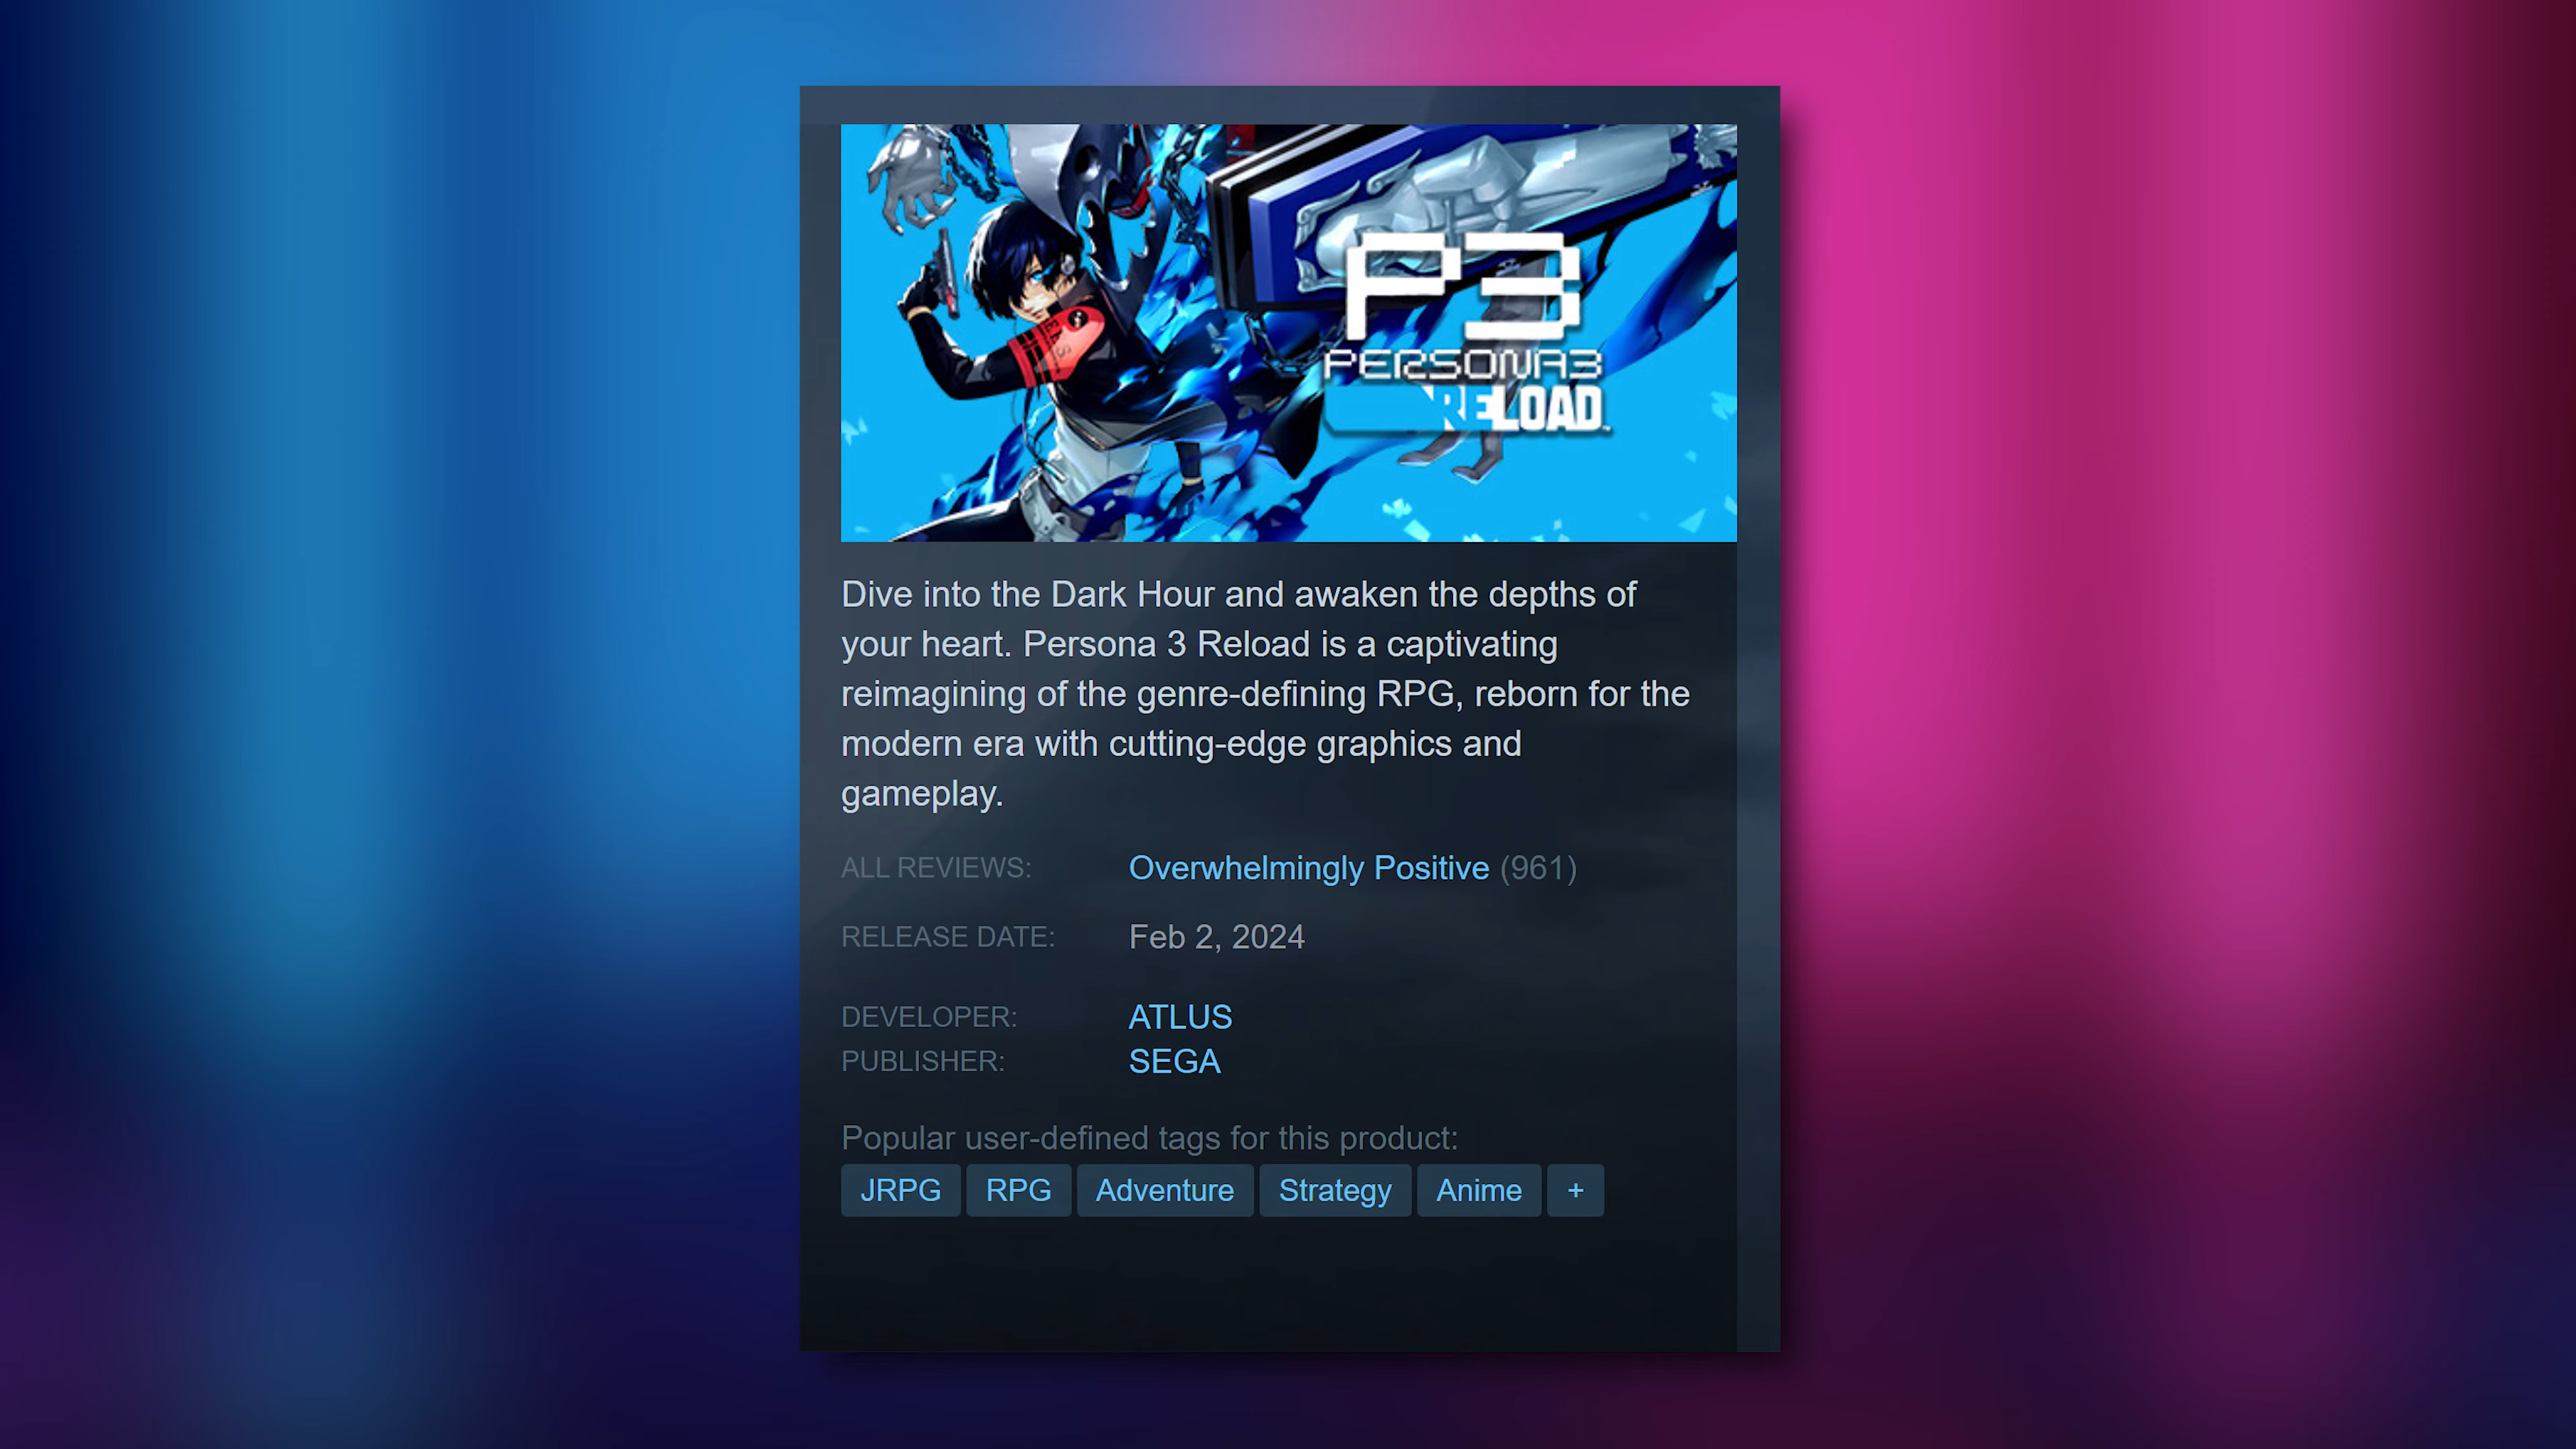 P3
PERSONA3
RELOAD™
Dive into the Dark Hour and awaken the depths of
your heart. Persona 3 Reload is a captivating
reimagining of the genre-defining RPG, reborn for the
modern era with cutting-edge graphics and
gameplay.
ALL REVIEWS: Overwhelmingly Positive (961)
RELEASE DATE: Feb 2, 2024
DEVELOPER: ATLUS
PUBLISHER: SEGA
Popular user-defined tags for this product:
JRPG RPG Adventure Strategy Anime +